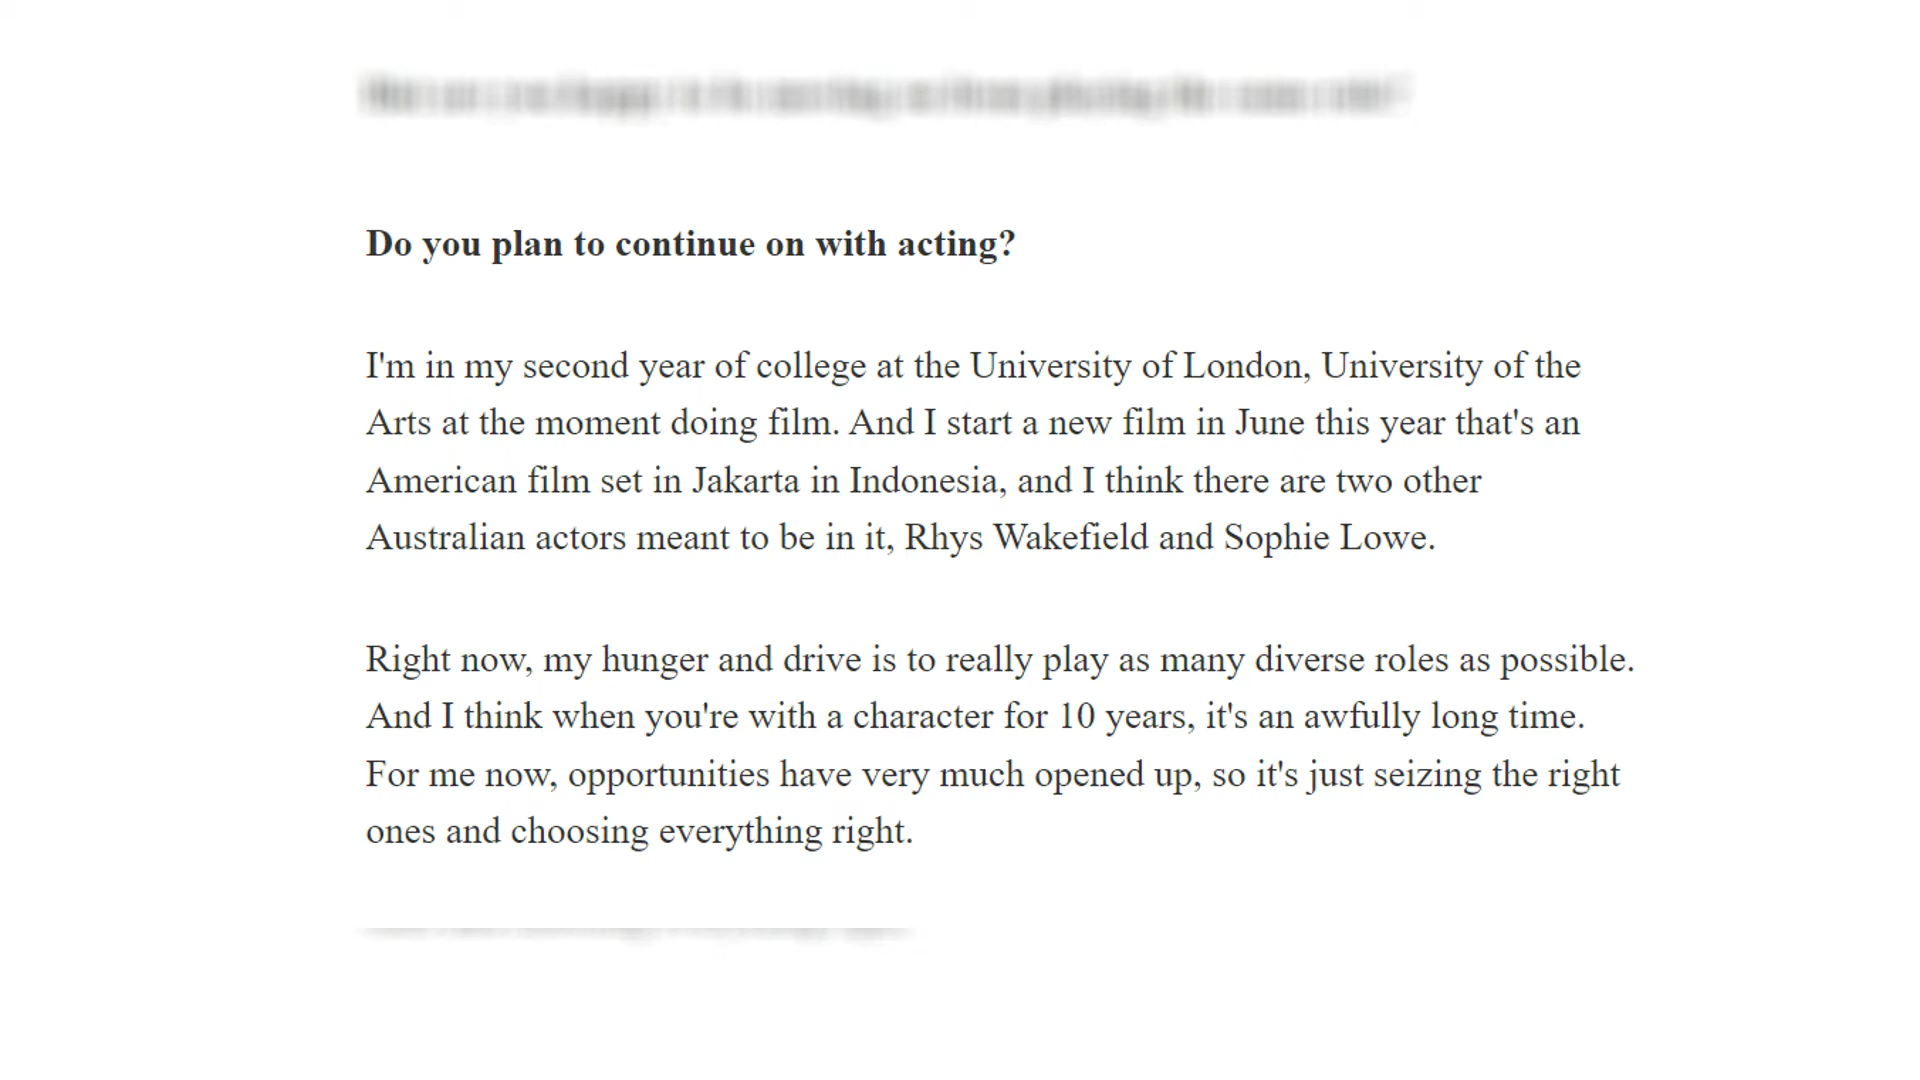 Do you plan to continue on with acting?
I'm in my second year of college at the University of London, University of the
Arts at the moment doing film. And I start a new film in June this year that's an
American film set in Jakarta in Indonesia, and I think there are two other
Australian actors meant to be in it, Rhys Wakefield and Sophie Lowe.
Right now, my hunger and drive is to really play as many diverse roles as possible.
And I think when you're with a character for 10 years, it's an awfully long time.
For me now, opportunities have very much opened up, so it's just seizing the right
ones and choosing everything right.